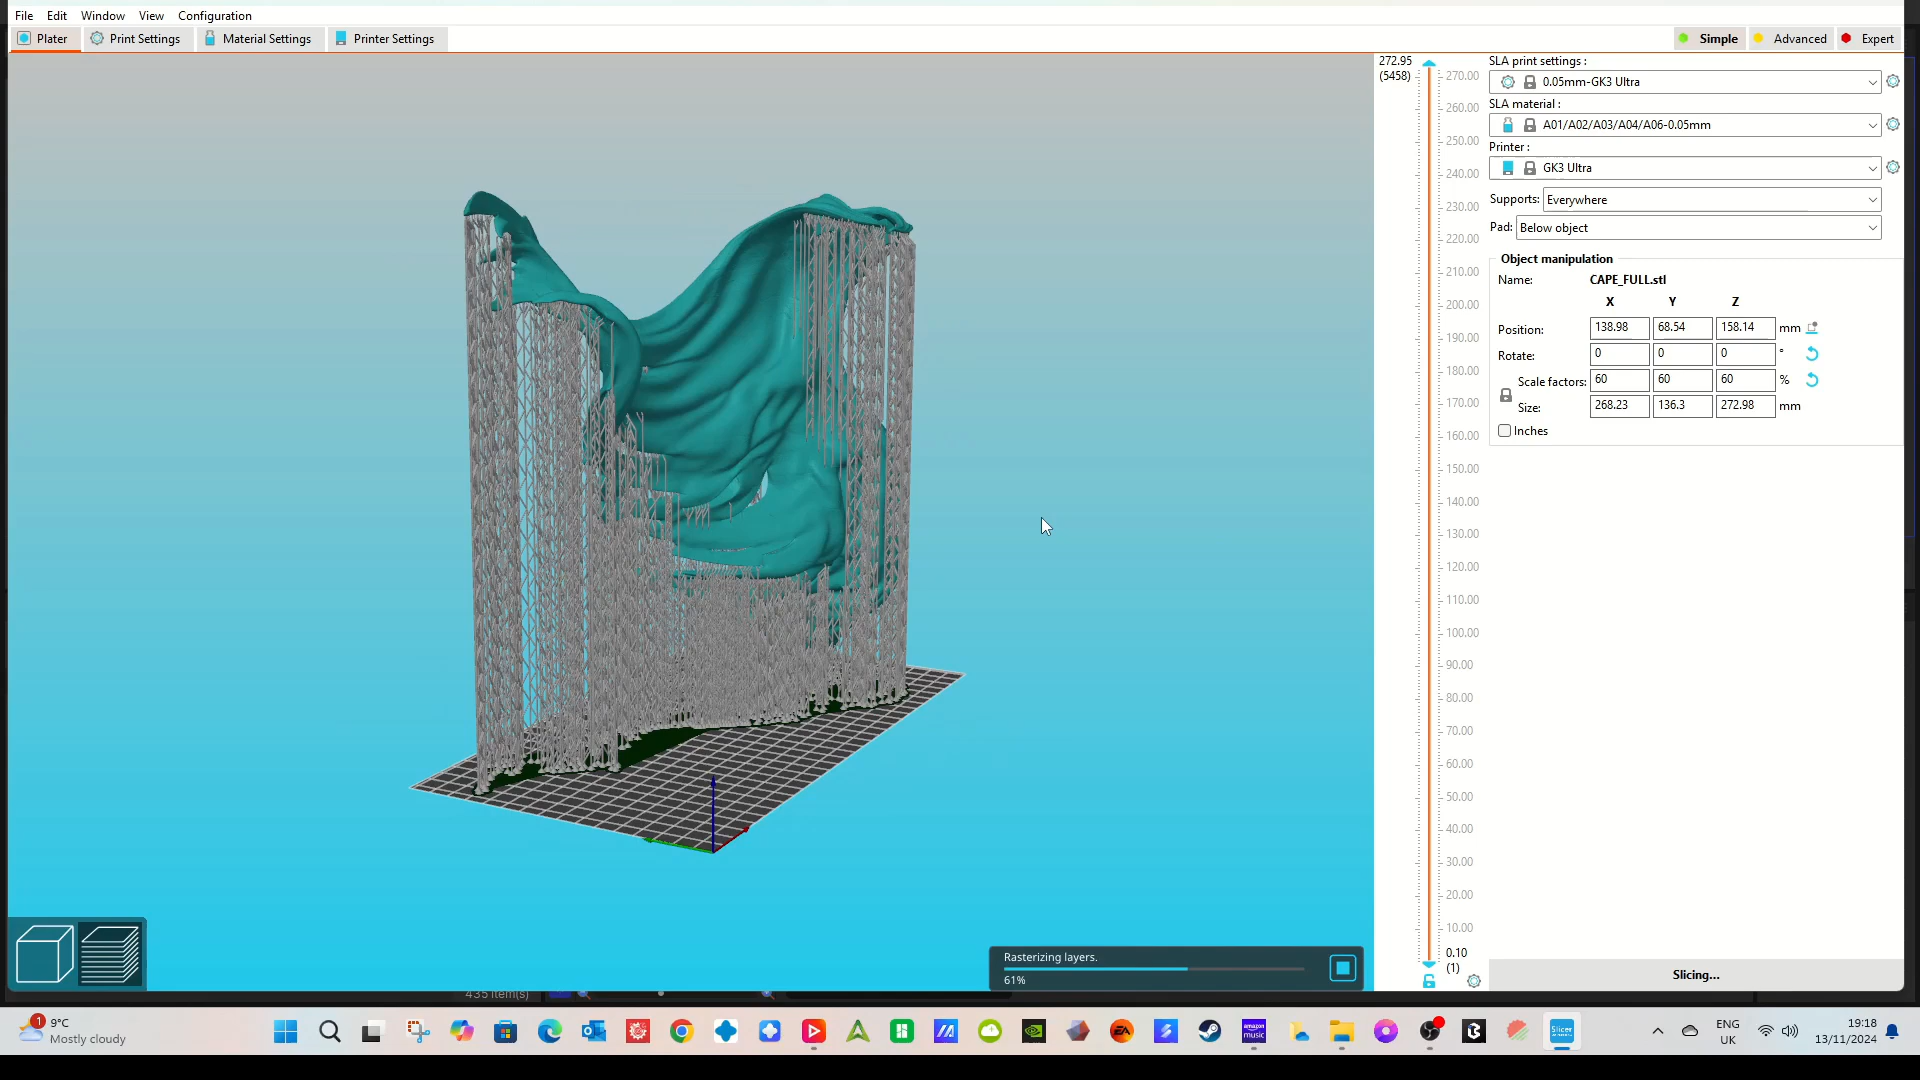 File Edit Window View Configuration
Plater Print Settings Material Settings Printer Settings Simple Advanced Expert
272.95
(5458)
270.00
260.00
250.00
240.00
230.00
220.00
210.00
200.00
190.00
180.00
170.00
160.00
150.00
140.00
130.00
120.00
110.00
100.00
90.00
80.00
70.00
60.00
50.00
40.00
30.00
20.00
10.00
0.10
(1)
SLA print settings :
0.05mm-GK3 Ultra
SLA material :
A01/A02/A03/A04/A06-0.05mm
Printer :
GK3 Ultra
Supports: Everywhere
Pad: Below object
Object manipulation
Name: CAPE_FULL.stl
X Y Z
Position: 138.98 68.54 158.14 mm
Rotate: 0 0 0 °
Scale factors: 60 60 60 %
Size: 268.23 136.3 272.98 mm
Inches
Rasterizing layers.
61%
Slicing...
435 item(s)
1
9°C
Mostly cloudy
EA
amazon
music
Slicer
ENG
UK
19:18
13/11/2024